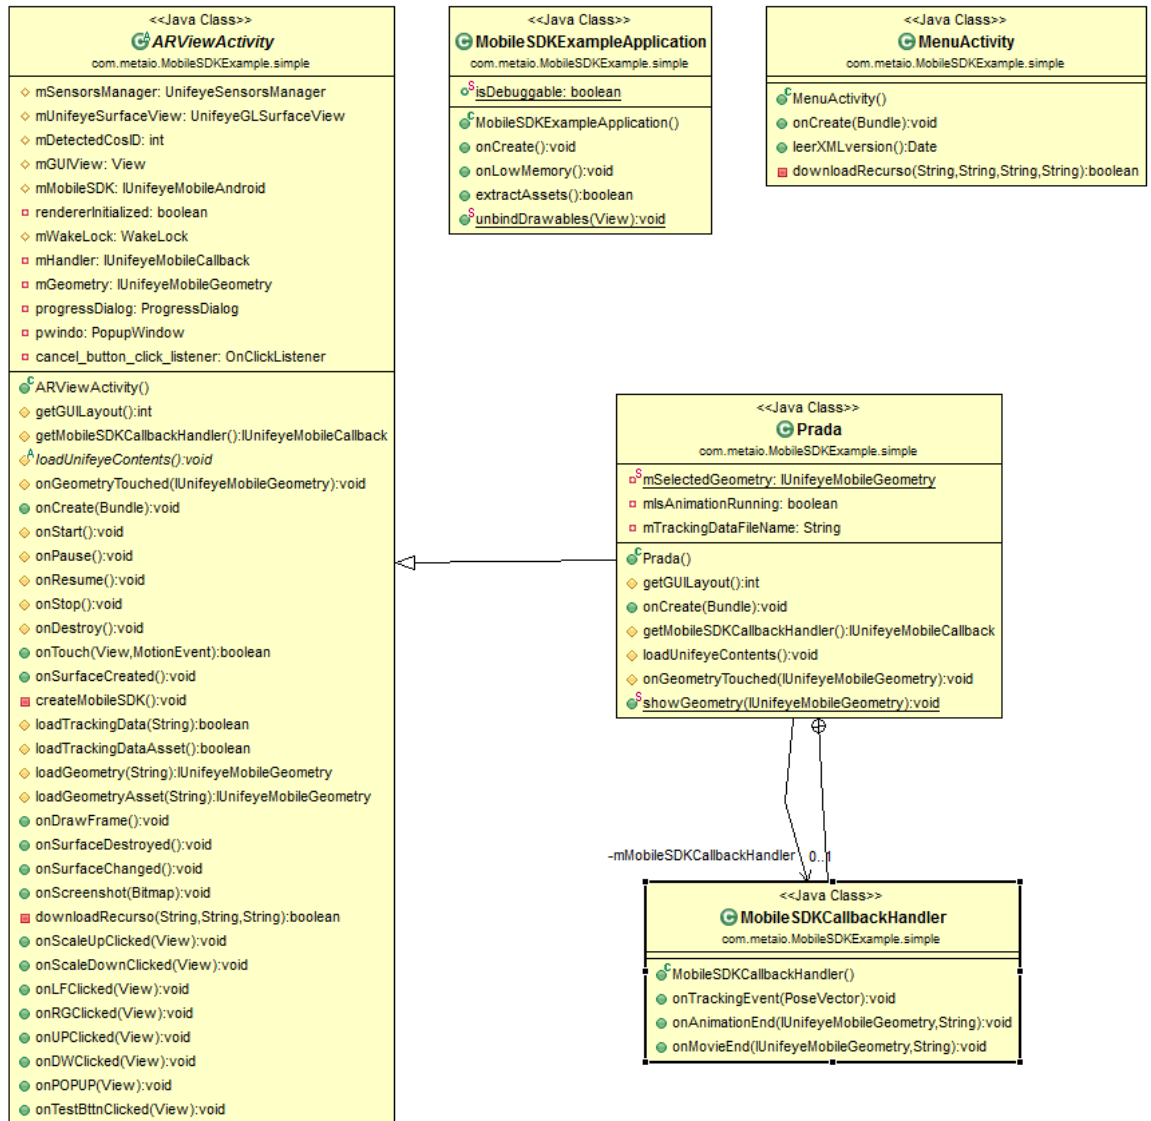 <<Java Class>>
ARViewActivity
com.metaio.MobileSDKExample.simple
mSensorsManager: UnifeyeSensorsManager
mUnifeyeSurfaceView: UnifeyeGLSurfaceView
mDetectedCosID: int
mGUIView: View
mMobileSDK: IUnifeyeMobileAndroid
rendererInitialized: boolean
mWakeLock: WakeLock
mHandler: IUnifeyeMobileCallback
mGeometry: IUnifeyeMobileGeometry
progressDialog: ProgressDialog
pwindo: PopupWindow
cancel_button_click_listener: OnClickListener
ARViewActivity()
getGUILayout():int
getMobileSDKCallbackHandler():IUnifeyeMobileCallback
loadUnifeyeContents():void
onGeometryTouched(IUnifeyeMobileGeometry):void
onCreate(Bundle):void
onStart():void
onPause():void
onResume():void
onStop():void
onDestroy():void
onTouch(View,MotionEvent):boolean
onSurfaceCreated():void
createMobileSDK():void
loadTrackingData(String):boolean
loadTrackingDataAsset():boolean
loadGeometry(String):IUnifeyeMobileGeometry
loadGeometryAsset(String):IUnifeyeMobileGeometry
onDrawFrame():void
onSurfaceDestroyed():void
onSurfaceChanged():void
onScreenshot(Bitmap):void
downloadRecurso(String,String,String):boolean
onScaleUpClicked(View):void
onScaleDownClicked(View):void
onLFClicked(View):void
onRGClicked(View):void
onUPClicked(View):void
onDWClicked(View):void
onPOPUP(View):void
onTestBttnClicked(View):void
<<Java Class>>
MobileSDKExampleApplication
com.metaio.MobileSDKExample.simple
isDebuggable: boolean
MobileSDKExampleApplication()
onCreate():void
onLowMemory():void
extractAssets():boolean
unbindDrawables(View):void
<<Java Class>>
MenuActivity
com.metaio.MobileSDKExample.simple
MenuActivity()
onCreate(Bundle):void
leerXMLversion():Date
downloadRecurso(String,String,String,String):boolean
<<Java Class>>
Prada
com.metaio.MobileSDKExample.simple
mSelectedGeometry: IUnifeyeMobileGeometry
mIsAnimationRunning: boolean
mTrackingDataFileName: String
Prada()
getGUILayout():int
onCreate(Bundle):void
getMobileSDKCallbackHandler():IUnifeyeMobileCallback
loadUnifeyeContents():void
onGeometryTouched(IUnifeyeMobileGeometry):void
showGeometry(IUnifeyeMobileGeometry):void
-mMobileSDKCallbackHandler 0..1
<<Java Class>>
MobileSDKCallbackHandler
com.metaio.MobileSDKExample.simple
MobileSDKCallbackHandler()
onTrackingEvent(PoseVector):void
onAnimationEnd(IUnifeyeMobileGeometry,String):void
onMovieEnd(IUnifeyeMobileGeometry,String):void